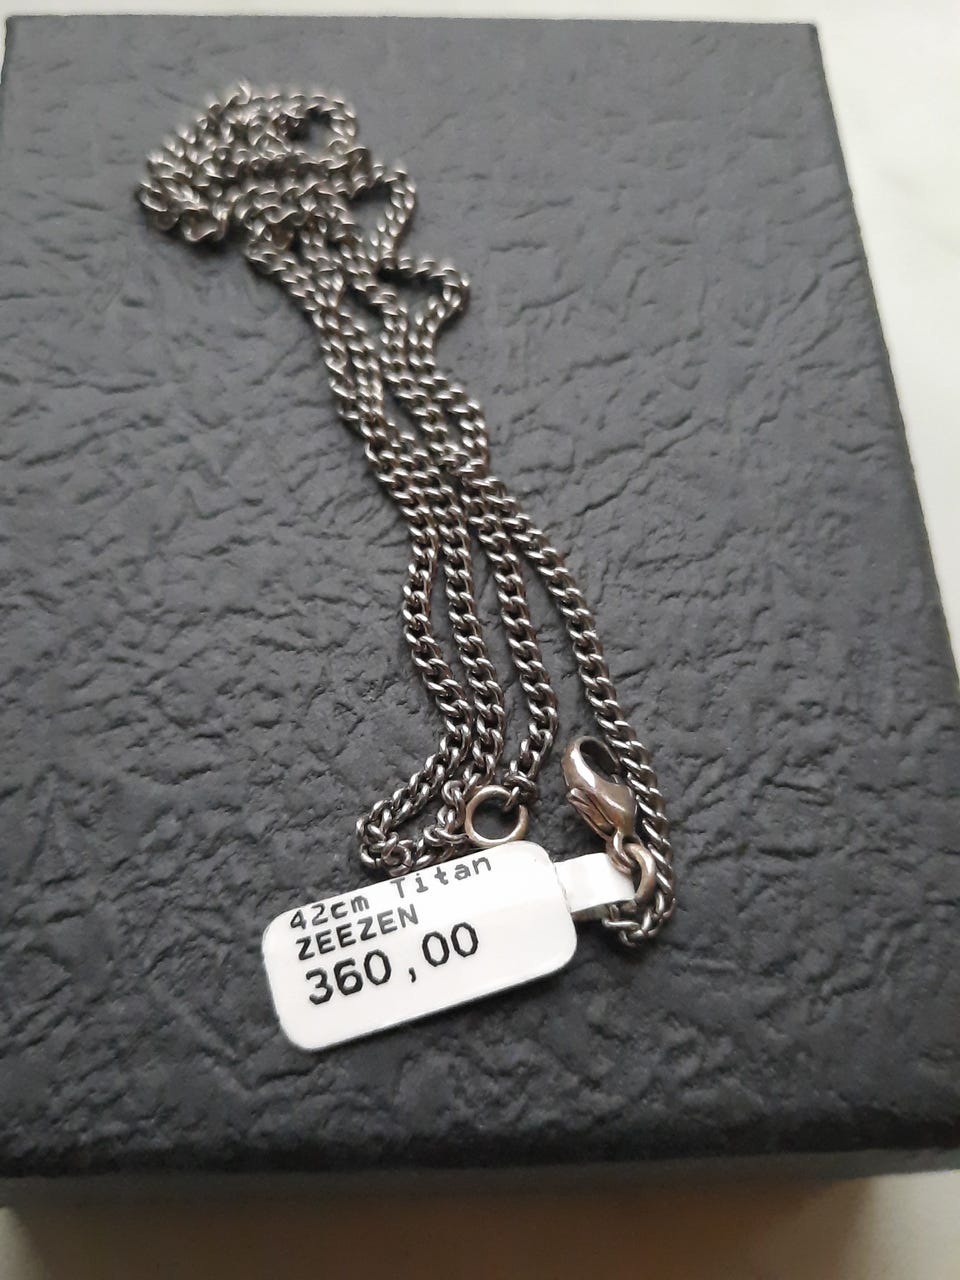 42cm Titan
ZEEZEN
360,00